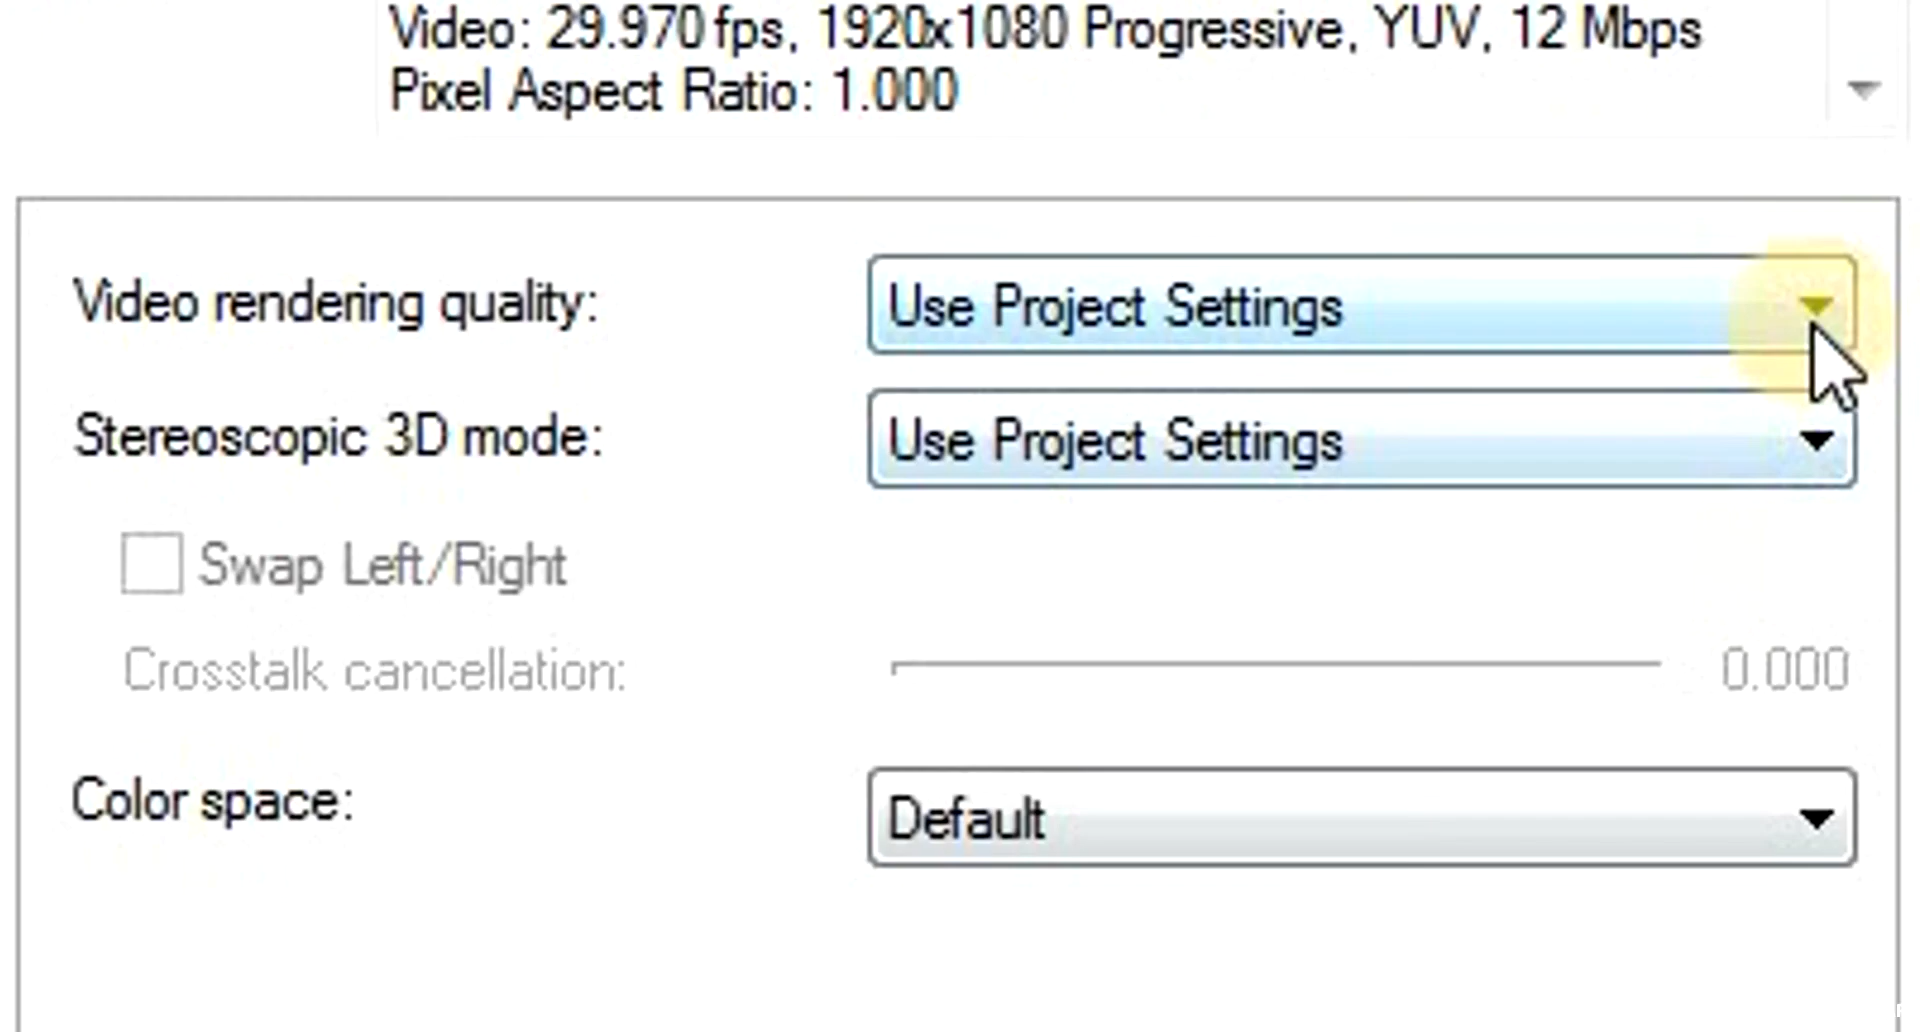 Video: 29.970 fps, 1920x1080 Progressive, YUV, 12 Mbps
Pixel Aspect Ratio: 1.000
Video rendering quality: Use Project Settings
Stereoscopic 3D mode: Use Project Settings
Swap Left/Right
Crosstalk cancellation: 0.000
Color space: Default